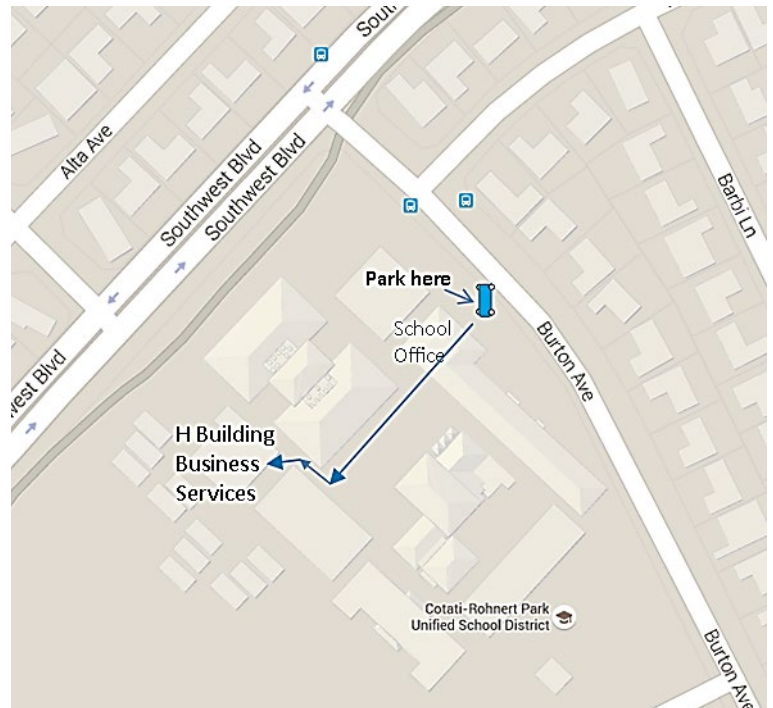 Sou
Southwest Blvd
Southwest Blvd
Alta Ave
Barbi Ln
Park here
School
Office
Burton Ave
west Blvd
H Building
Business
Services
Cotati-Rohnert Park
Unified School District
Burton Ave